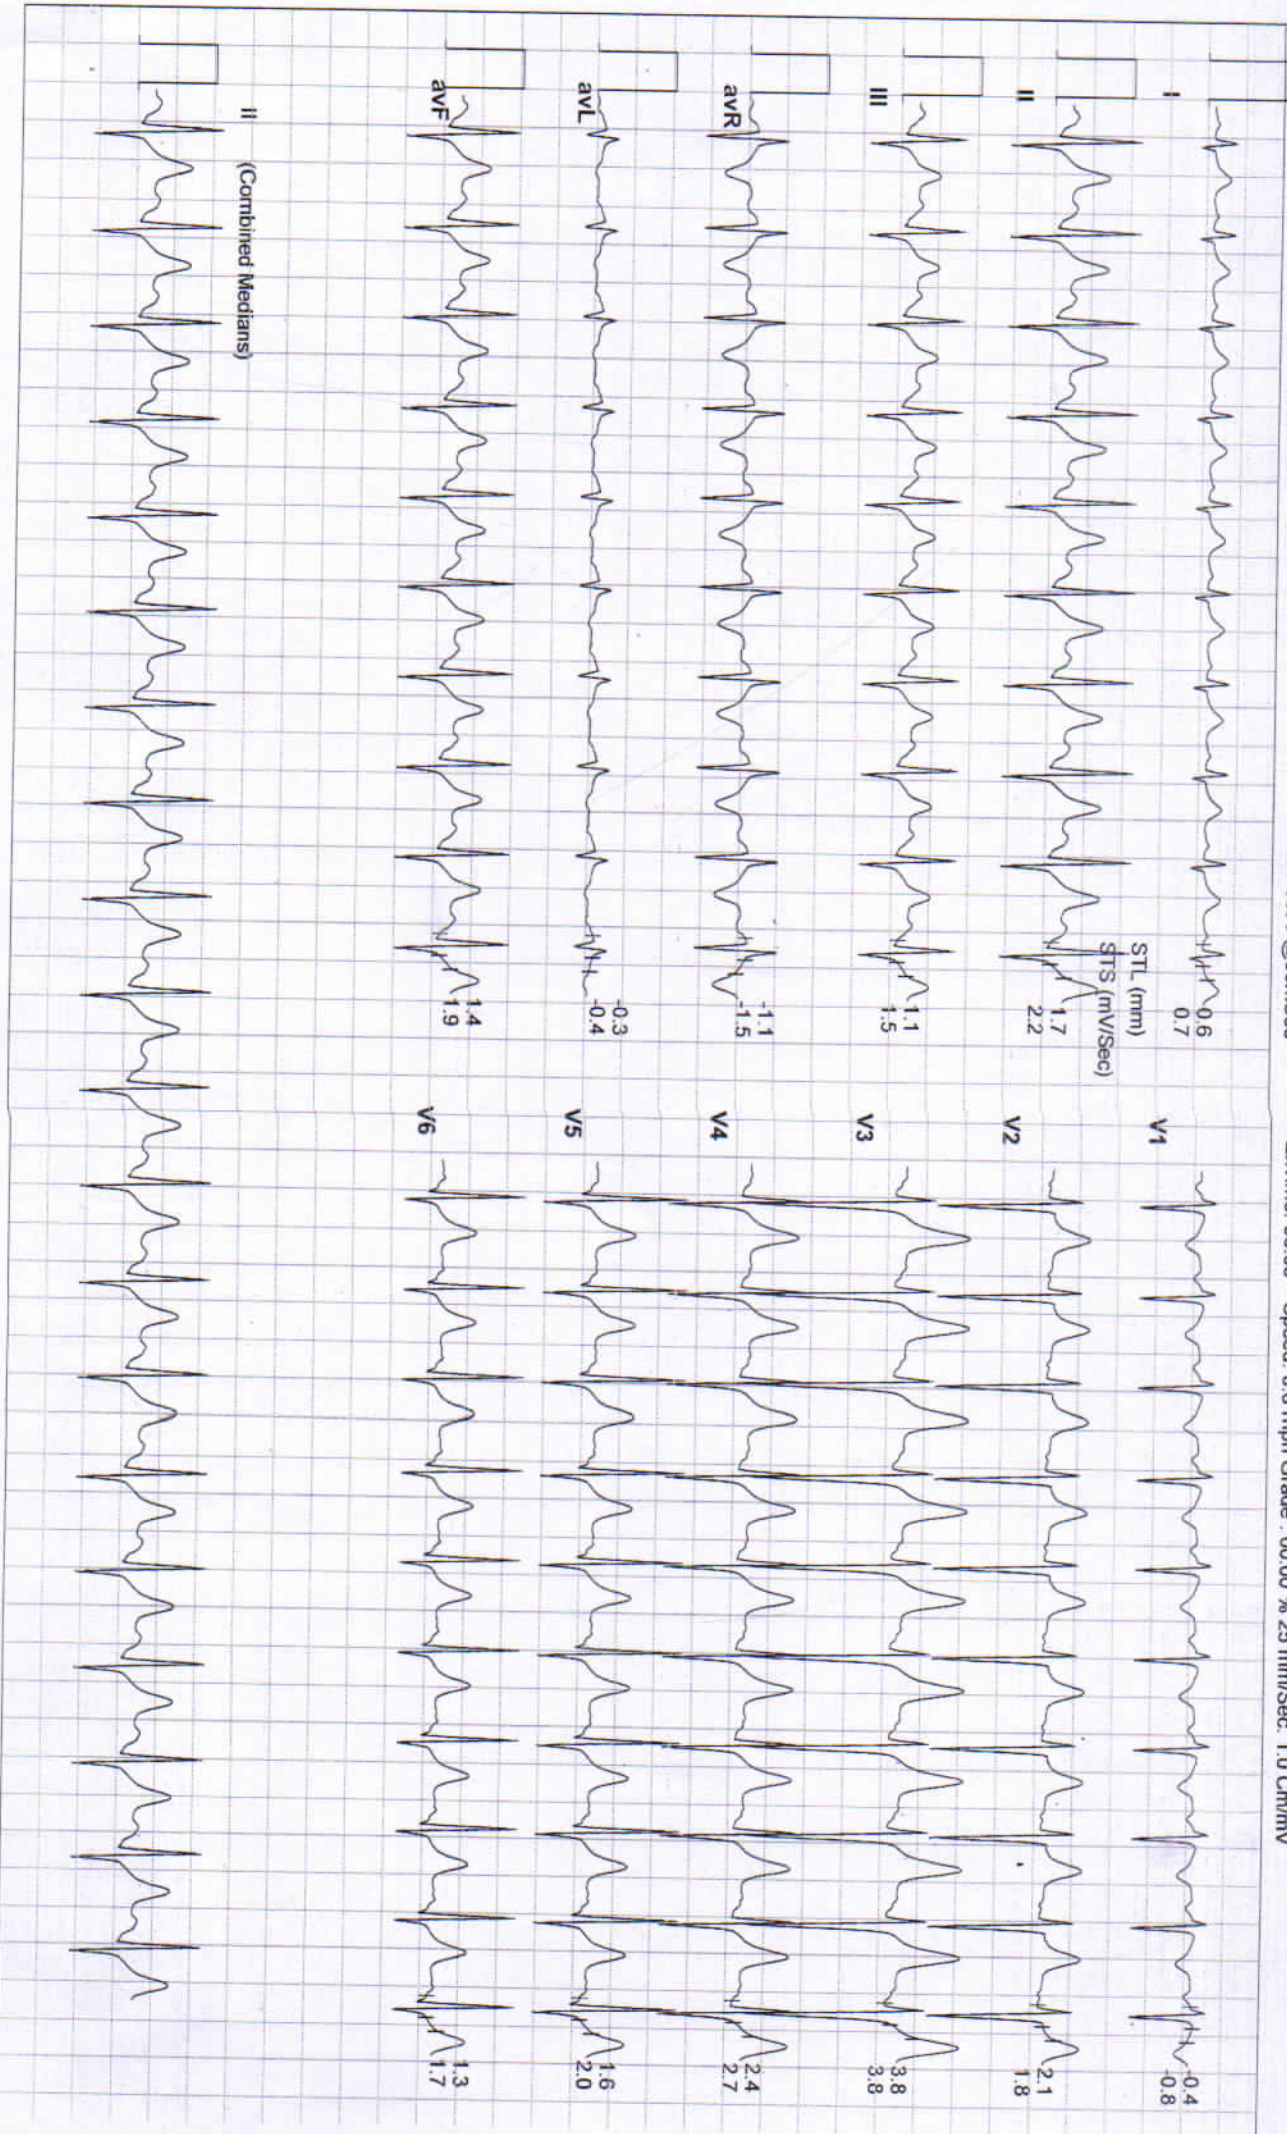 Speed: 0.0 mph Grade : 00.00 % 25 mm/Sec. 1.0 Cm/mV
I
0.6
0.7
STL (mm)
STS (mV/Sec)
II
1.7
2.2
III
1.1
1.5
avR
-1.1
-1.5
avL
-0.3
-0.4
avF
1.4
1.9
V1
-0.4
-0.8
V2
2.1
1.8
V3
3.8
3.8
V4
2.4
2.7
V5
1.6
2.0
V6
1.3
1.7
II (Combined Medians)